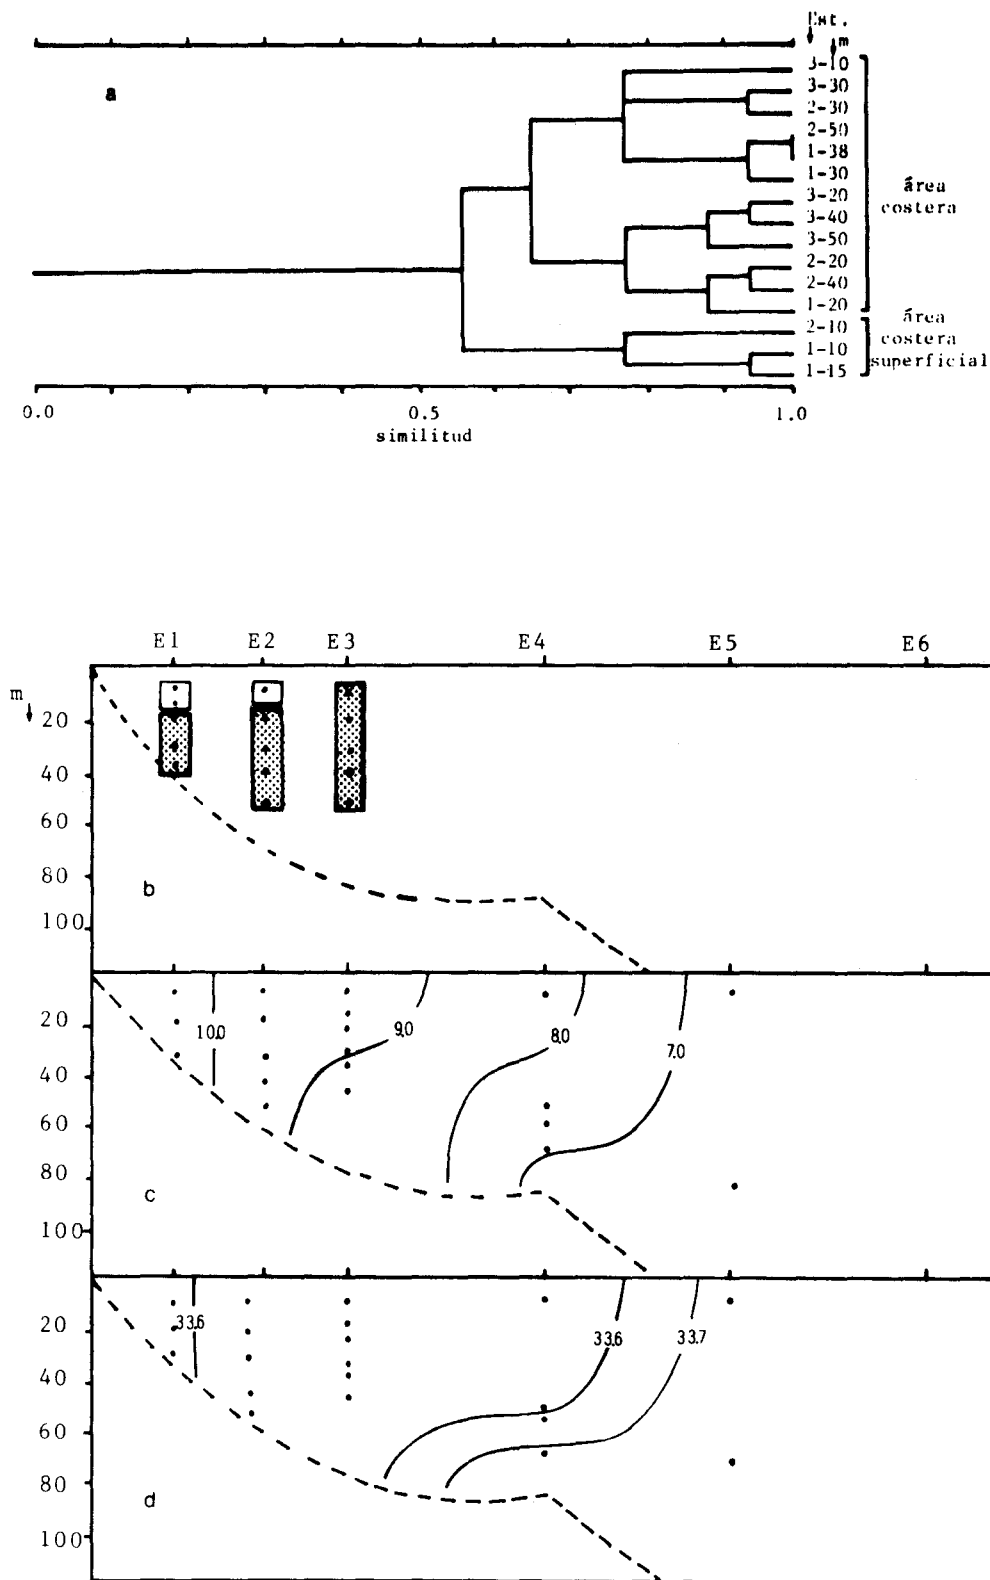 Est.
m
a
3-10
3-30
2-30
2-50
1-38
1-30
3-20
3-40
3-50
2-20
2-40
1-20
2-10
1-10
1-15
área
costera
área
costera
superficial
0.0 0.5 1.0
similitud
E1 E2 E3 E4 E5 E6
m
20
40
60
80
100
b
20
40
60
80
100
c
10.0
9.0
8.0
7.0
20
40
60
80
100
d
33.6
33.6
33.7